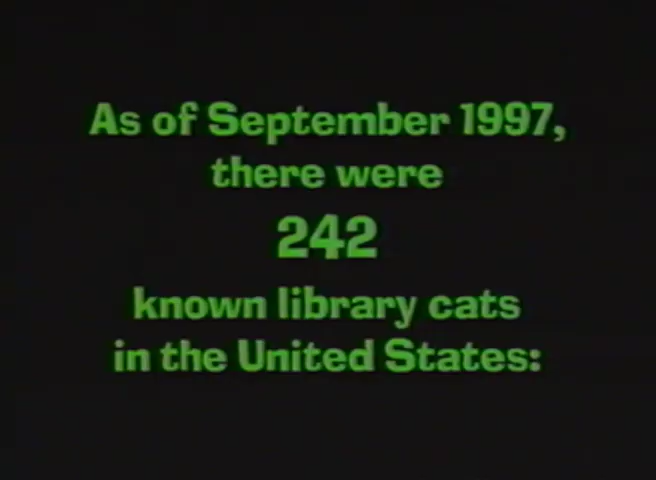 As of September 1997,
there were
242
known library cats
in the United States: